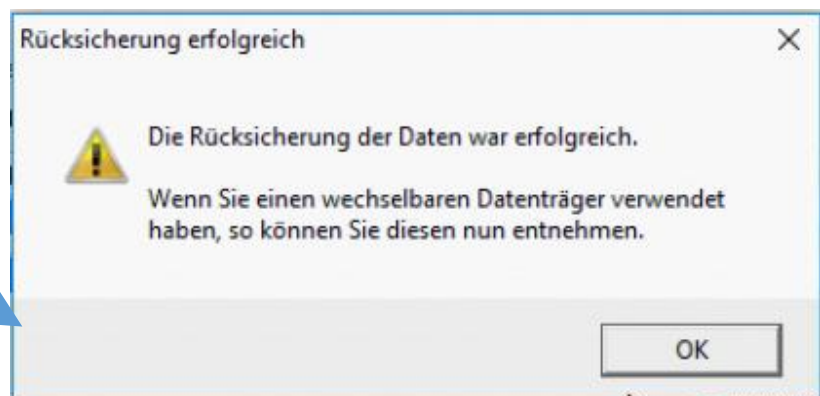 Rücksicherung erfolgreich
Die Rücksicherung der Daten war erfolgreich.
Wenn Sie einen wechselbaren Datenträger verwendet
haben, so können Sie diesen nun entnehmen.
OK